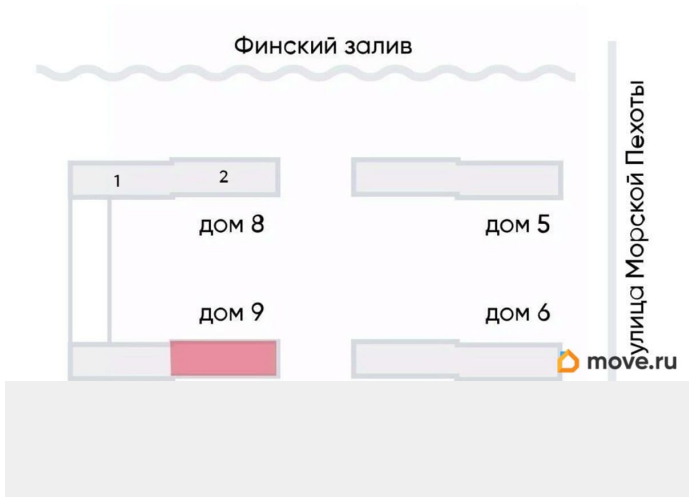 Финский залив
1
2
дом 8
дом 5
дом 9
дом 6
улица Морской Пехоты
move.ru